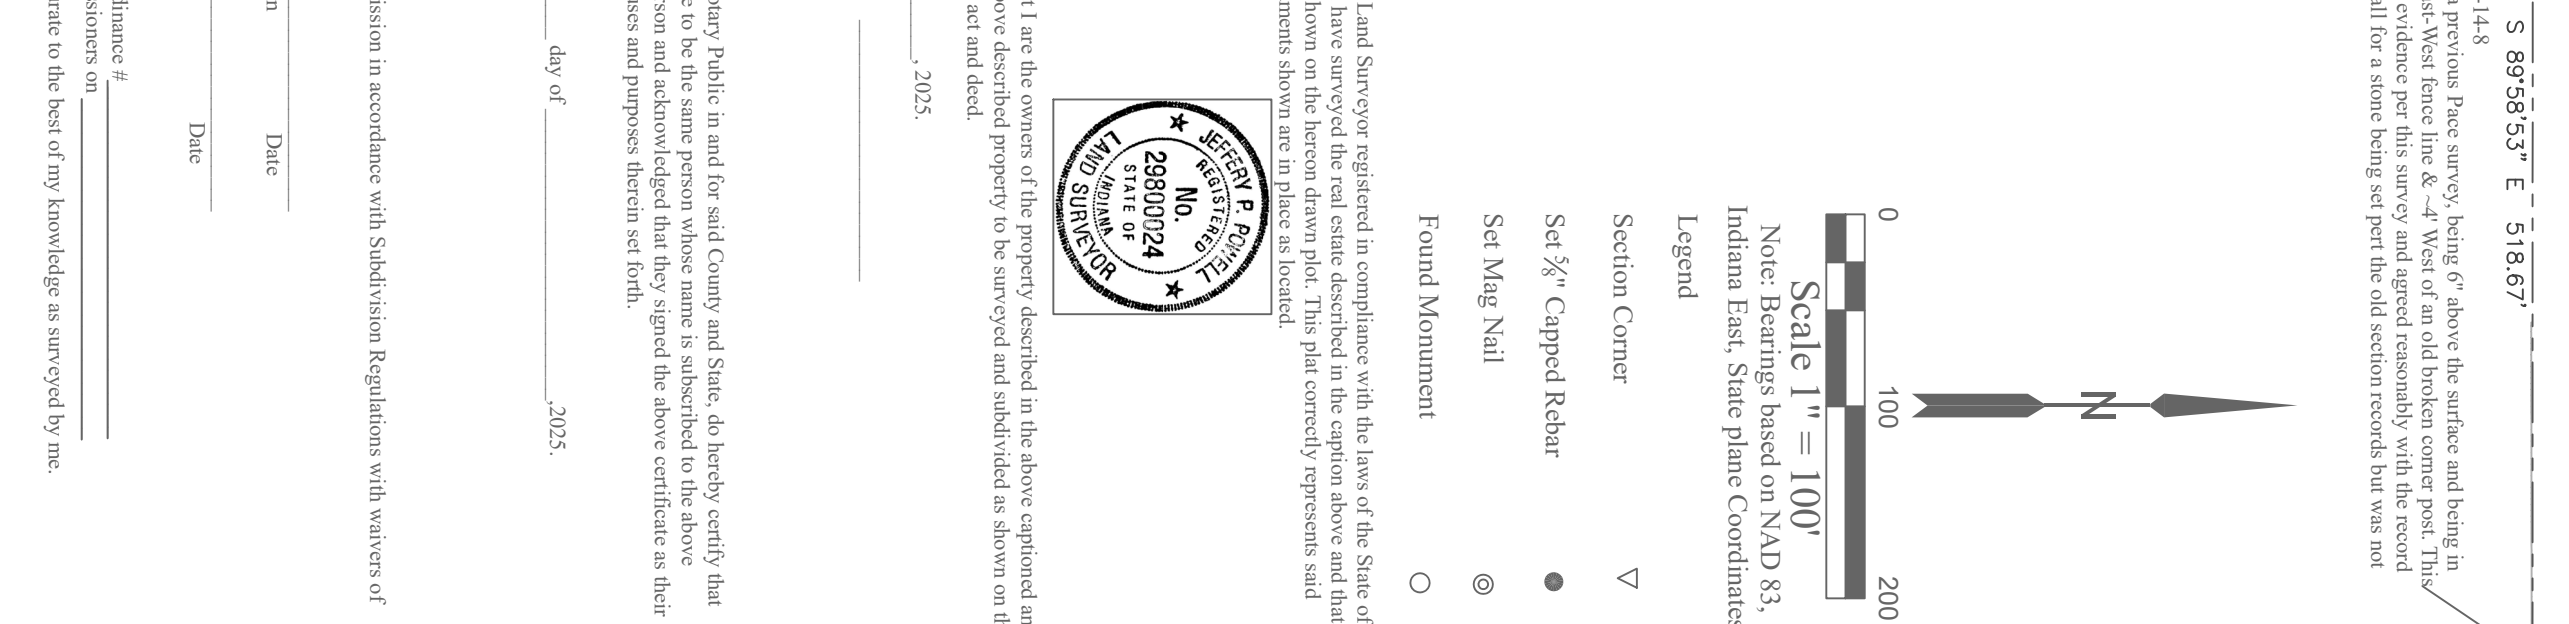 S 89°58'53" E 518.67'
-14-8
a previous Pace survey, being 6" above the surface and being in
st-West fence line & ~4' West of an old broken corner post. This
evidence per this survey and agreed reasonably with the record
all for a stone being set pert the old section records but was not
N
0 100 200
Scale 1" = 100'
Note: Bearings based on NAD 83,
Indiana East, State plane Coordinates
Legend
Section Corner
Set ⅝" Capped Rebar
Set Mag Nail
Found Monument
Land Surveyor registered in compliance with the laws of the State of
have surveyed the real estate described in the caption above and that
hown on the hereon drawn plot. This plat correctly represents said
ments shown are in place as located.
JEFFERY P. POWELL
REGISTERED
No.
29800024
STATE OF
INDIANA
LAND SURVEYOR
t I are the owners of the property described in the above captioned an
bove described property to be surveyed and subdivided as shown on th
act and deed.
, 2025.
otary Public in and for said County and State, do hereby certify that
e to be the same person whose name is subscribed to the above
rson and acknowledged that they signed the above certificate as their
uses and purposes therein set forth.
day of ,2025.
ission in accordance with Subdivision Regulations with waivers of
n
Date
Date
dinance #
ssioners on
rate to the best of my knowledge as surveyed by me.